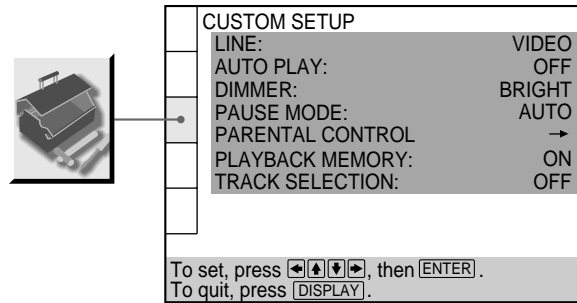 CUSTOM SETUP
LINE: VIDEO
AUTO PLAY: OFF
DIMMER: BRIGHT
PAUSE MODE: AUTO
PARENTAL CONTROL →
PLAYBACK MEMORY: ON
TRACK SELECTION: OFF
To set, press ←↑↓→, then ENTER.
To quit, press DISPLAY.